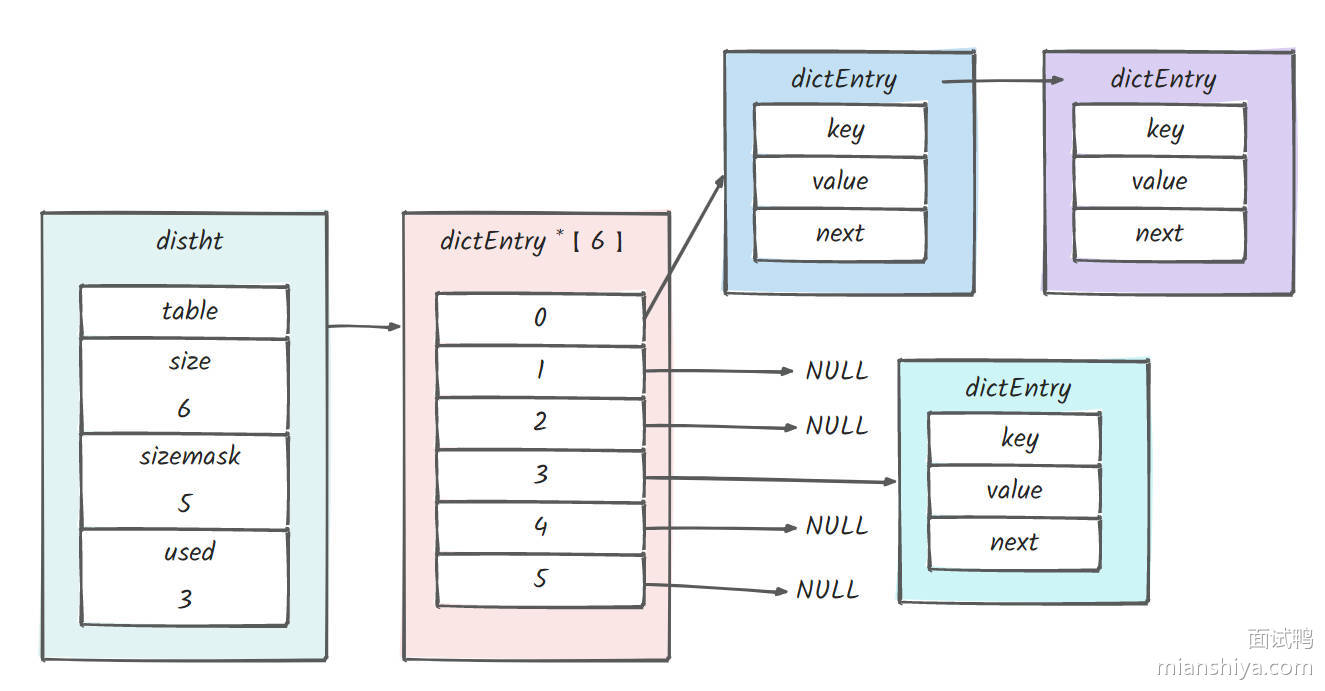 distht
table
size
6
sizemask
5
used
3
dictEntry *【 6 】
0
1
2
3
4
5
dictEntry
key
value
next
dictEntry
key
value
next
NULL
NULL
dictEntry
key
value
next
NULL
NULL
面试鸭
mianshiya.com